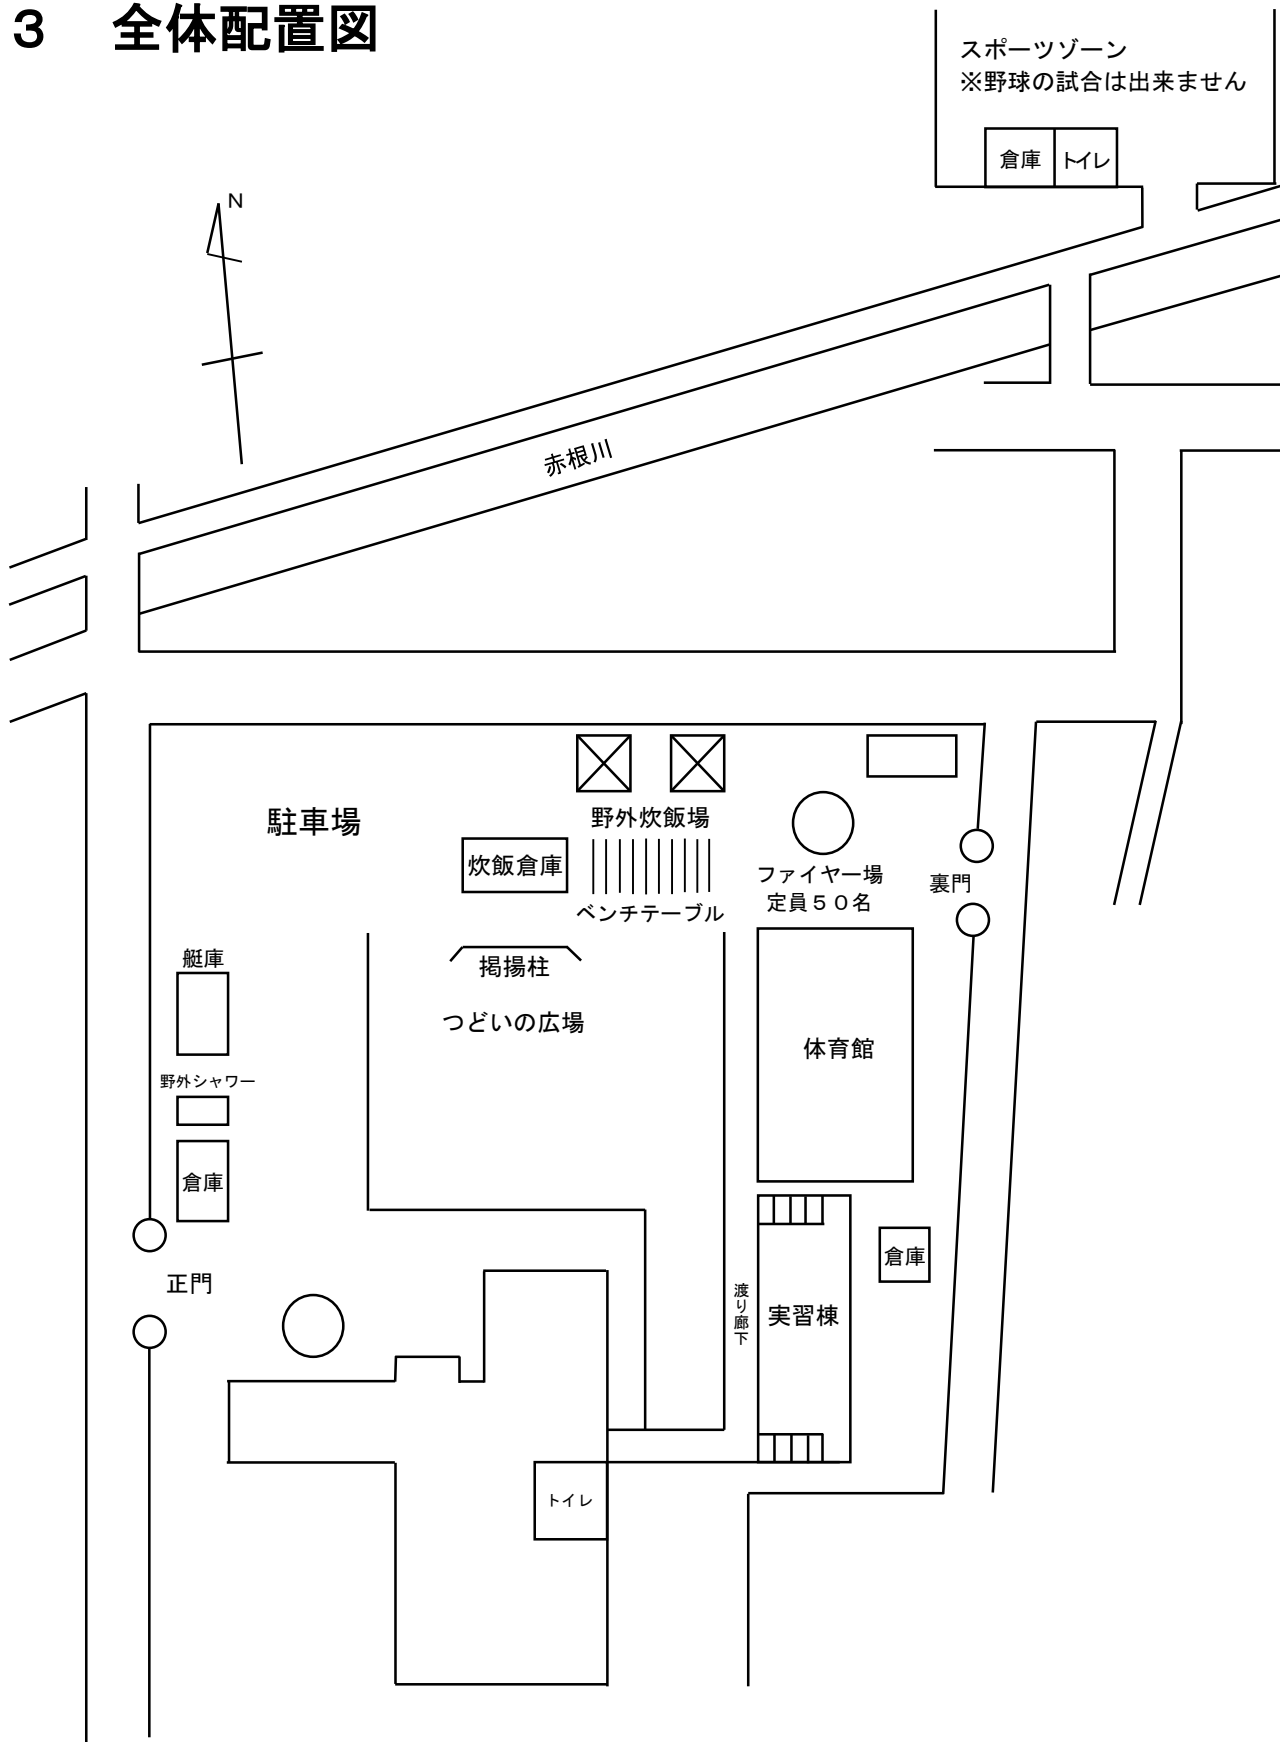 ３　全体配置図
スポーツゾーン
※野球の試合は出来ません
倉庫
トイレ
N
赤根川
駐車場
野外炊飯場
炊飯倉庫
ベンチテーブル
ファイヤー場
定員５０名
裏門
掲揚柱
つどいの広場
艇庫
体育館
野外シャワー
倉庫
正門
倉庫
渡り廊下
実習棟
トイレ